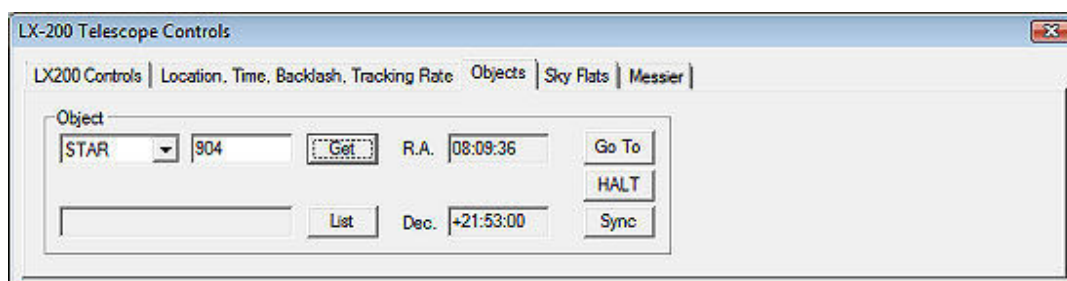 LX-200 Telescope Controls
LX200 Controls | Location, Time, Backlash, Tracking Rate Objects | Sky Flats | Messier |
Object
STAR 904 Get R.A. 08:09:36 Go To
HALT
List Dec. +21:53:00 Sync